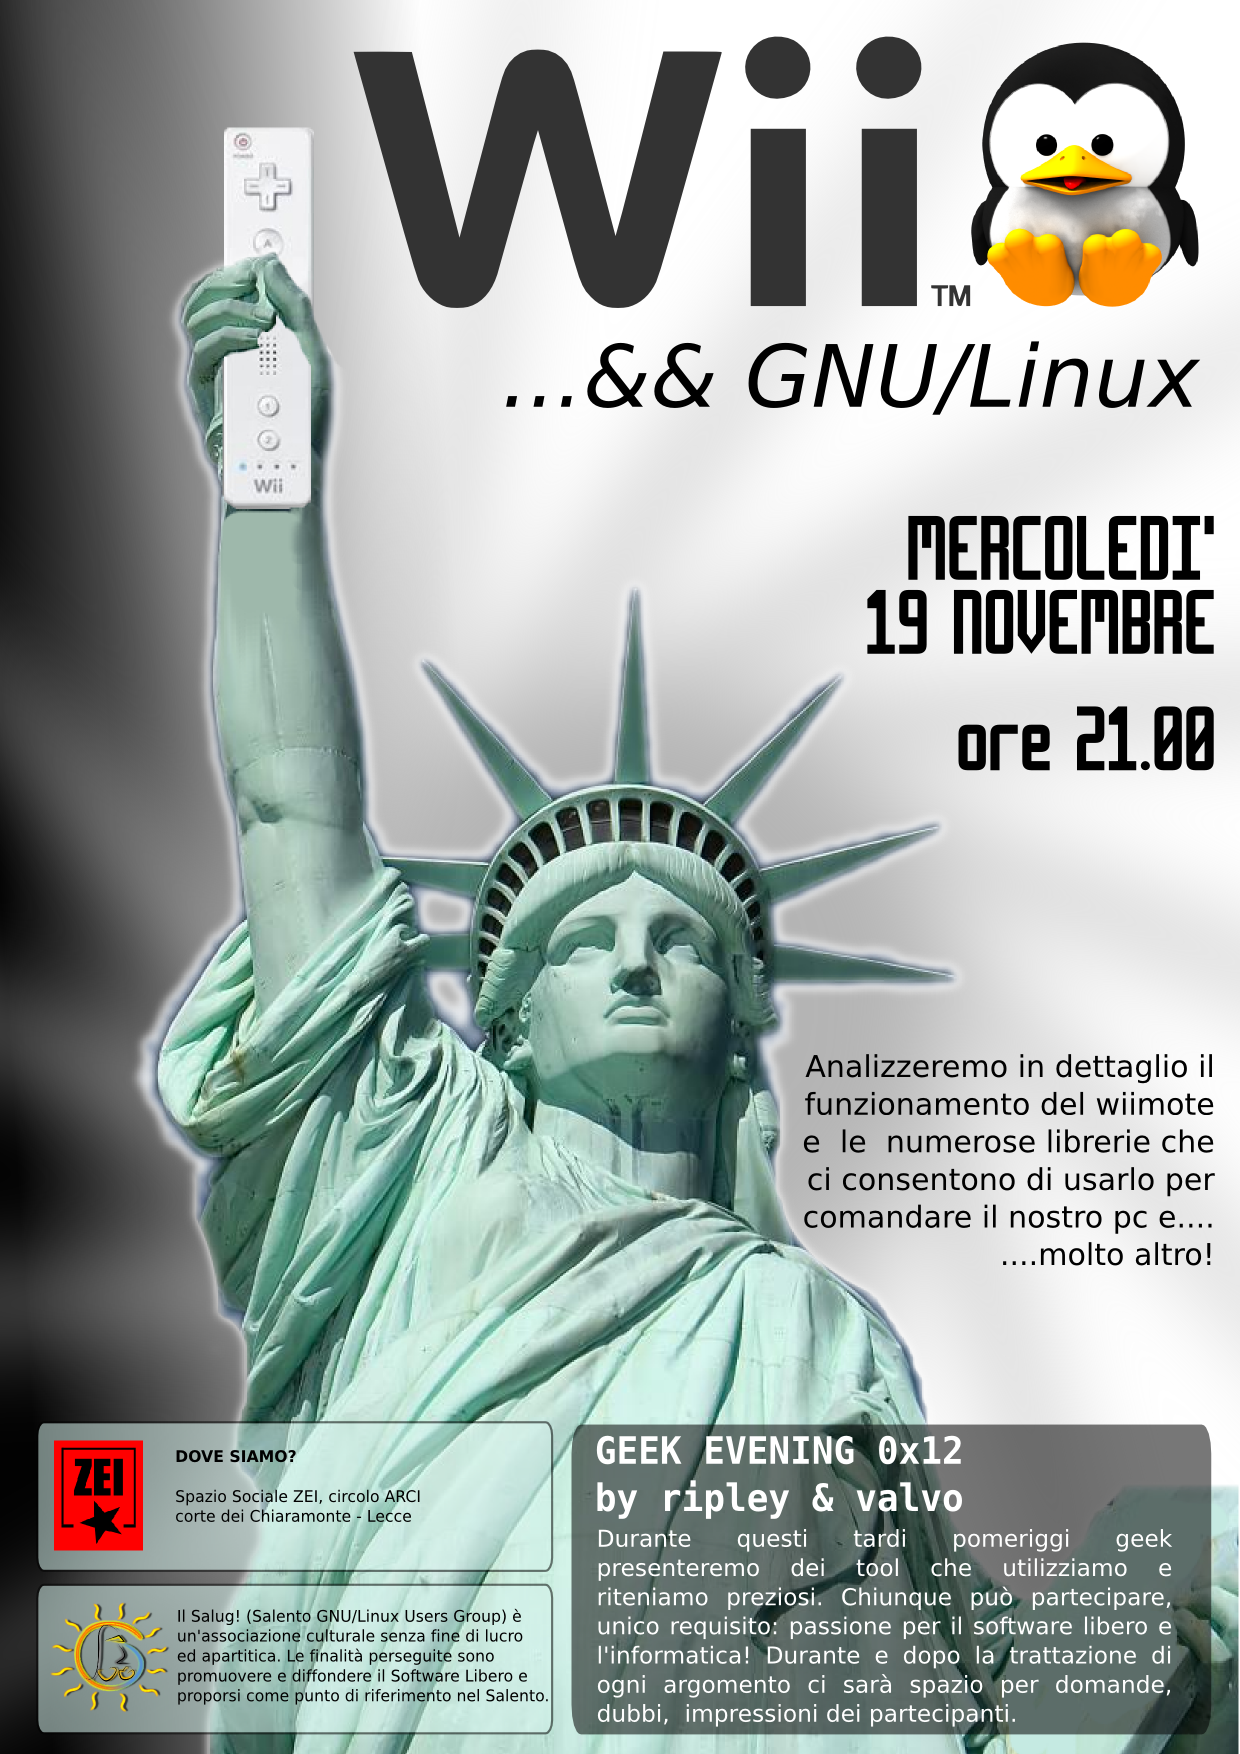 Wii
TM
...&& GNU/Linux
MERCOLEDI'
19 NOVEMBRE
ore 21.00
A
1
2
Wii
Analizzeremo in dettaglio il
funzionamento del wiimote
e le numerose librerie che
ci consentono di usarlo per
comandare il nostro pc e....
....molto altro!
ZEI
DOVE SIAMO?
Spazio Sociale ZEI, circolo ARCI
corte dei Chiaramonte - Lecce
Il Salug! (Salento GNU/Linux Users Group) è
un'associazione culturale senza fine di lucro
ed apartitica. Le finalità perseguite sono
promuovere e diffondere il Software Libero e
proporsi come punto di riferimento nel Salento.
GEEK EVENING 0x12
by ripley & valvo
Durante questi tardi pomeriggi geek
presenteremo dei tool che utilizziamo e
riteniamo preziosi. Chiunque può partecipare,
unico requisito: passione per il software libero e
l'informatica! Durante e dopo la trattazione di
ogni argomento ci sarà spazio per domande,
dubbi, impressioni dei partecipanti.